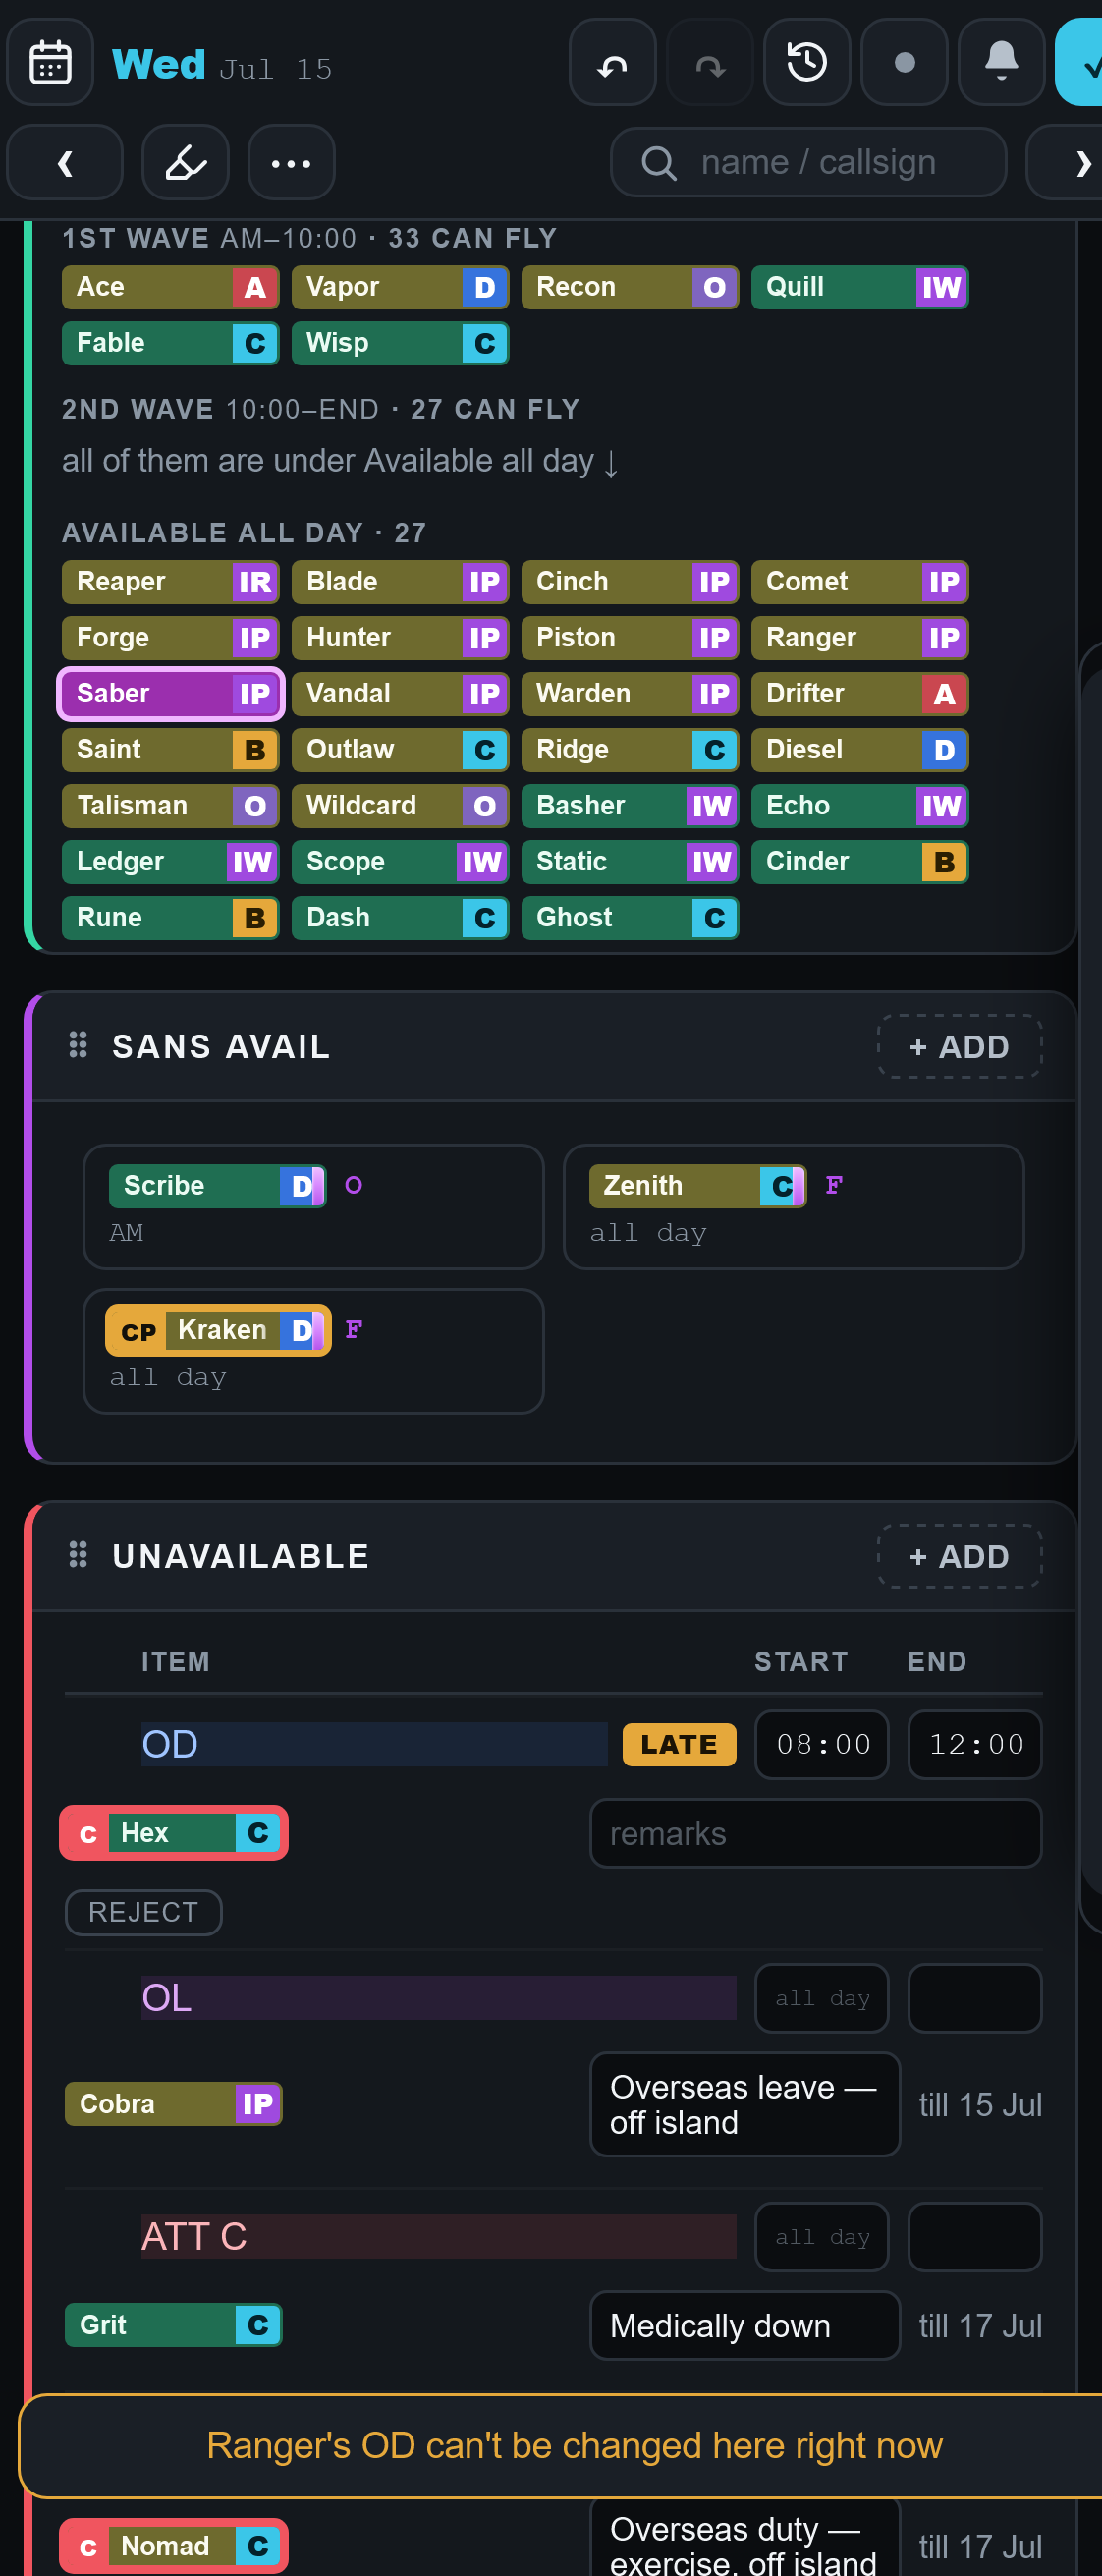 Wed Jul 15
name / callsign
1ST WAVE AM–10:00 · 33 CAN FLY
Ace A Vapor D Recon O Quill IW
Fable C Wisp C
2ND WAVE 10:00–END · 27 CAN FLY
all of them are under Available all day ↓
AVAILABLE ALL DAY · 27
Reaper IR Blade IP Cinch IP Comet IP
Forge IP Hunter IP Piston IP Ranger IP
Saber IP Vandal IP Warden IP Drifter A
Saint B Outlaw C Ridge C Diesel D
Talisman O Wildcard O Basher IW Echo IW
Ledger IW Scope IW Static IW Cinder B
Rune B Dash C Ghost C
SANS AVAIL + ADD
Scribe D O Zenith C F
AM all day
CP Kraken D F
all day
UNAVAILABLE + ADD
ITEM START END
OD LATE 08:00 12:00
C Hex C remarks
REJECT
OL all day
Cobra IP Overseas leave —
off island till 15 Jul
ATT C all day
Grit C Medically down till 17 Jul
Ranger's OD can't be changed here right now
C Nomad C Overseas duty —
exercise, off island till 17 Jul